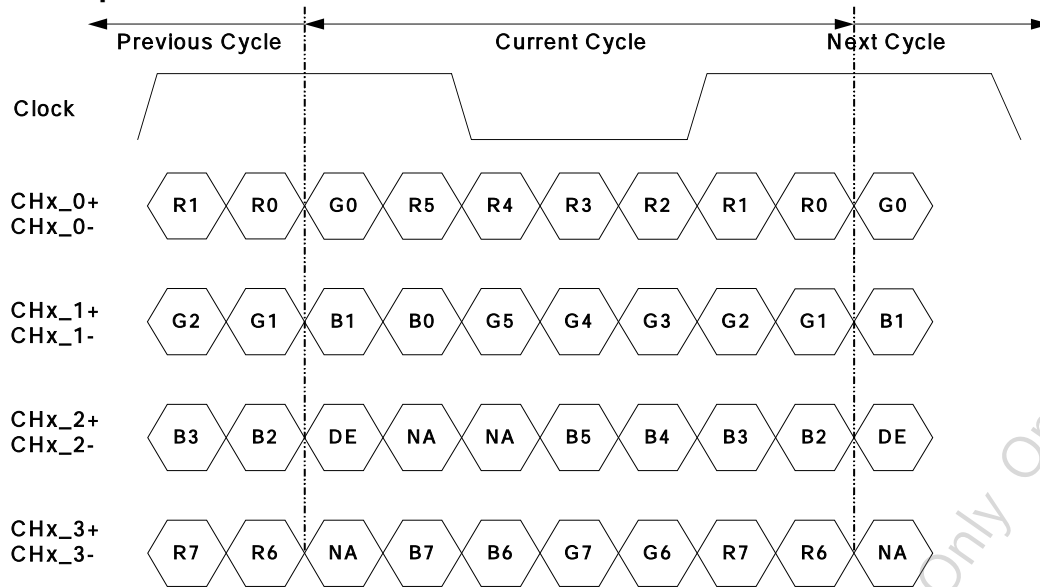 Previous Cycle Current Cycle Next Cycle
Clock
CHx_0+
CHx_0-
R1 R0 G0 R5 R4 R3 R2 R1 R0 G0
CHx_1+
CHx_1-
G2 G1 B1 B0 G5 G4 G3 G2 G1 B1
CHx_2+
CHx_2-
B3 B2 DE NA NA B5 B4 B3 B2 DE
CHx_3+
CHx_3-
R7 R6 NA B7 B6 G7 G6 R7 R6 NA
Only